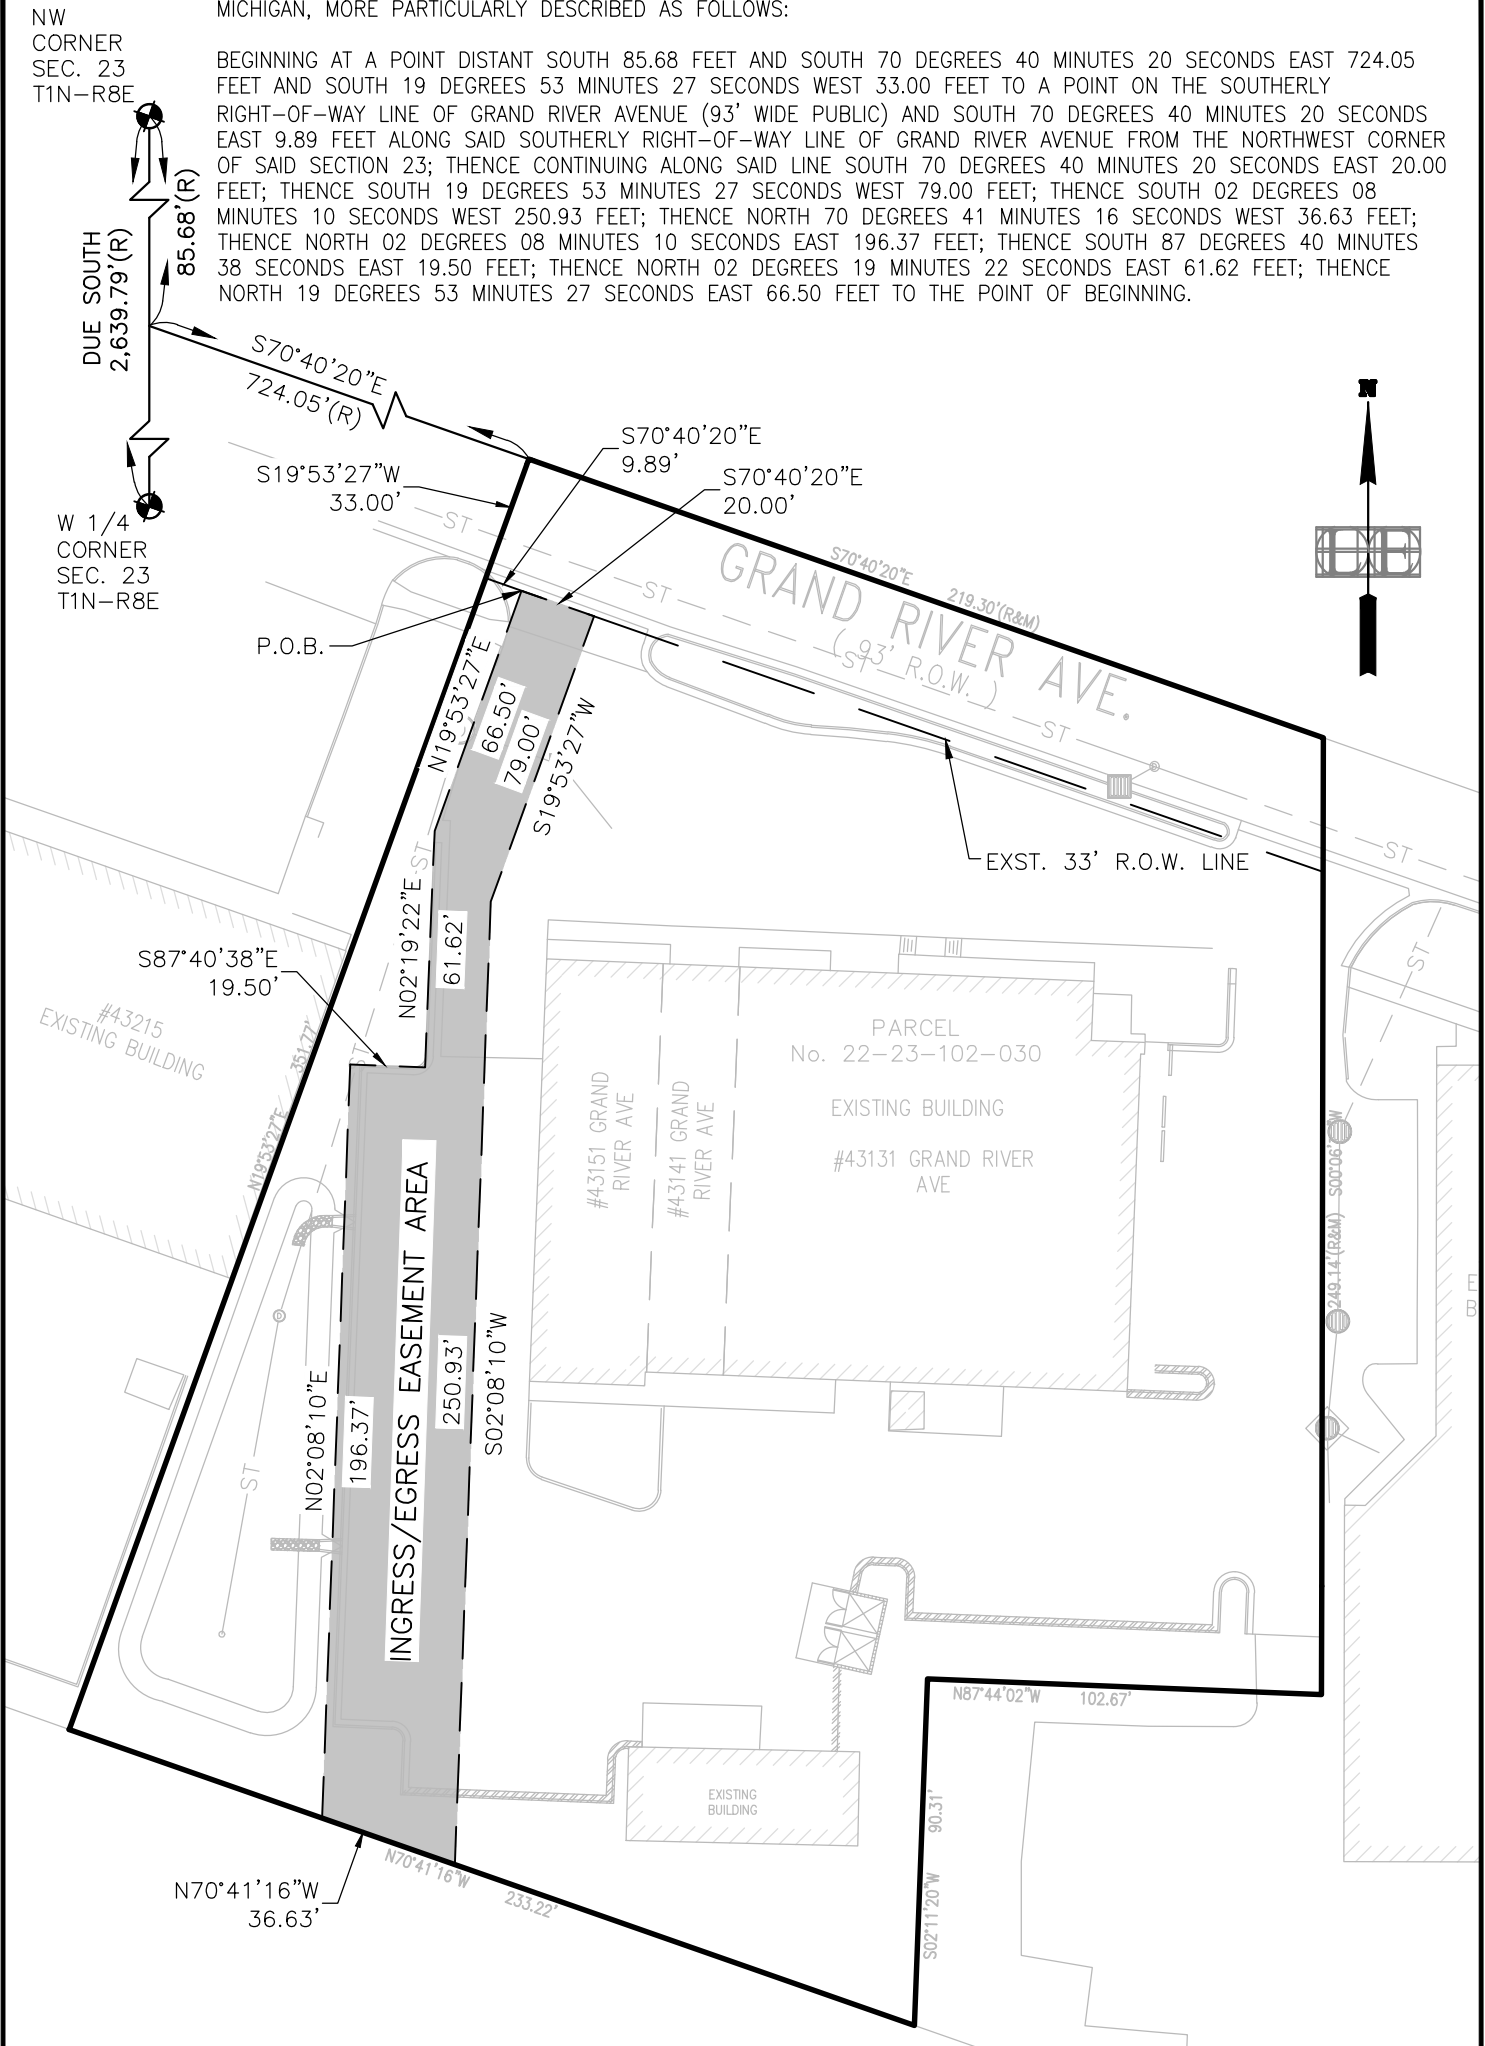 MICHIGAN, MORE PARTICULARLY DESCRIBED AS FOLLOWS:
BEGINNING AT A POINT DISTANT SOUTH 85.68 FEET AND SOUTH 70 DEGREES 40 MINUTES 20 SECONDS EAST 724.05
FEET AND SOUTH 19 DEGREES 53 MINUTES 27 SECONDS WEST 33.00 FEET TO A POINT ON THE SOUTHERLY
RIGHT-OF-WAY LINE OF GRAND RIVER AVENUE (93' WIDE PUBLIC) AND SOUTH 70 DEGREES 40 MINUTES 20 SECONDS
EAST 9.89 FEET ALONG SAID SOUTHERLY RIGHT-OF-WAY LINE OF GRAND RIVER AVENUE FROM THE NORTHWEST CORNER
OF SAID SECTION 23; THENCE CONTINUING ALONG SAID LINE SOUTH 70 DEGREES 40 MINUTES 20 SECONDS EAST 20.00
FEET; THENCE SOUTH 19 DEGREES 53 MINUTES 27 SECONDS WEST 79.00 FEET; THENCE SOUTH 02 DEGREES 08
MINUTES 10 SECONDS WEST 250.93 FEET; THENCE NORTH 70 DEGREES 41 MINUTES 16 SECONDS WEST 36.63 FEET;
THENCE NORTH 02 DEGREES 08 MINUTES 10 SECONDS EAST 196.37 FEET; THENCE SOUTH 87 DEGREES 40 MINUTES
38 SECONDS EAST 19.50 FEET; THENCE NORTH 02 DEGREES 19 MINUTES 22 SECONDS EAST 61.62 FEET; THENCE
NORTH 19 DEGREES 53 MINUTES 27 SECONDS EAST 66.50 FEET TO THE POINT OF BEGINNING.
NW
CORNER
SEC. 23
T1N-R8E
85.68'(R)
DUE SOUTH
2,639.79'(R)
W 1/4
CORNER
SEC. 23
T1N-R8E
S70°40'20"E
724.05'(R)
S19°53'27"W
33.00'
S70°40'20"E
9.89'
S70°40'20"E
20.00'
N
P.O.B.
ST
ST
ST
ST
ST
GRAND RIVER AVE.
( 93' R.O.W. )
S70°40'20"E
219.30'(R&M)
EXST. 33' R.O.W. LINE
N19°53'27"E
66.50'
79.00'
S19°53'27"W
ST
N02°19'22"E
61.62'
S87°40'38"E
19.50'
#43215
EXISTING BUILDING
351.77'
N19°53'27"E
ST
PARCEL
No. 22-23-102-030
EXISTING BUILDING
#43131 GRAND RIVER
AVE
#43151 GRAND
RIVER AVE
#43141 GRAND
RIVER AVE
INGRESS/EGRESS EASEMENT AREA
N02°08'10"E
196.37'
250.93'
S02°08'10"W
ST
249.14'(R&M)
N87°44'02"W
102.67'
EXISTING
BUILDING
90.31'
S02°11'20"W
N70°41'16"W
233.22'
N70°41'16"W
36.63'